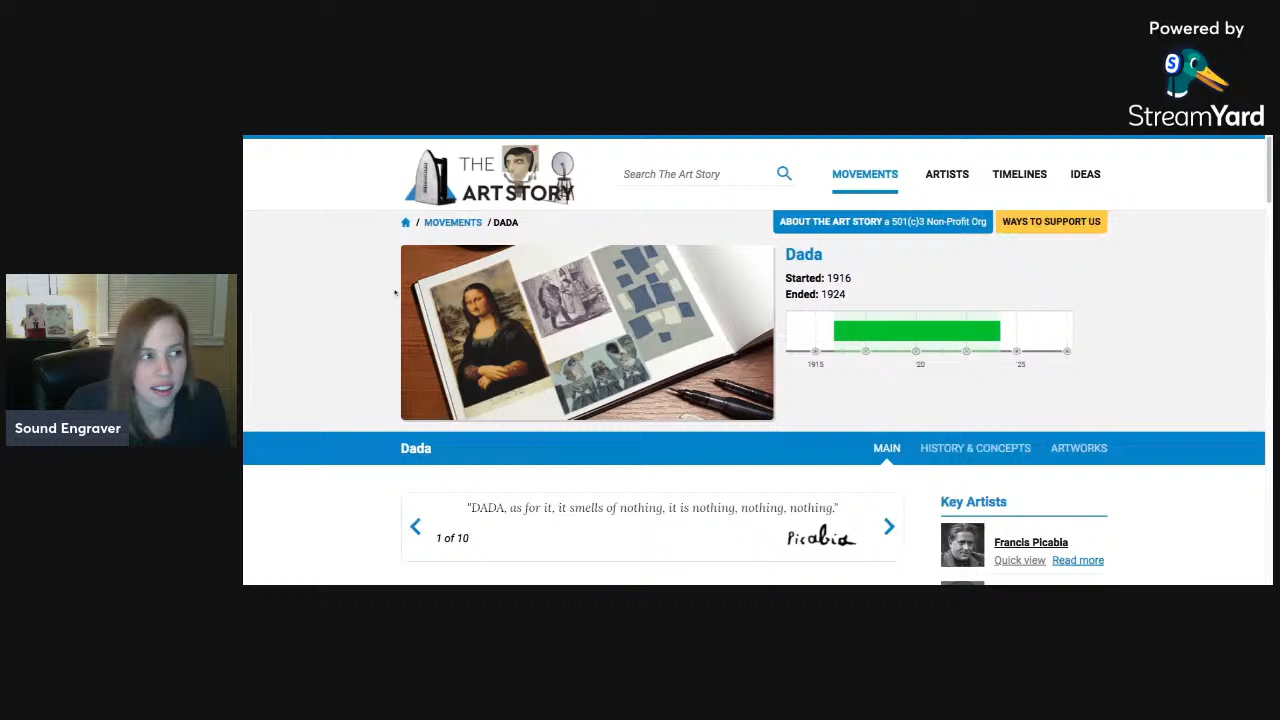 Powered by
StreamYard
THE
ART STORY
Search The Art Story
MOVEMENTS
ARTISTS
TIMELINES
IDEAS
/ MOVEMENTS / DADA
ABOUT THE ART STORY a 501(c)3 Non-Profit Org
WAYS TO SUPPORT US
Dada
Started: 1916
Ended: 1924
1915
'20
'25
Sound Engraver
Dada
MAIN
HISTORY & CONCEPTS
ARTWORKS
"DADA, as for it, it smells of nothing, it is nothing, nothing, nothing."
1 of 10
Picabia
Key Artists
Francis Picabia
Quick view
Read more